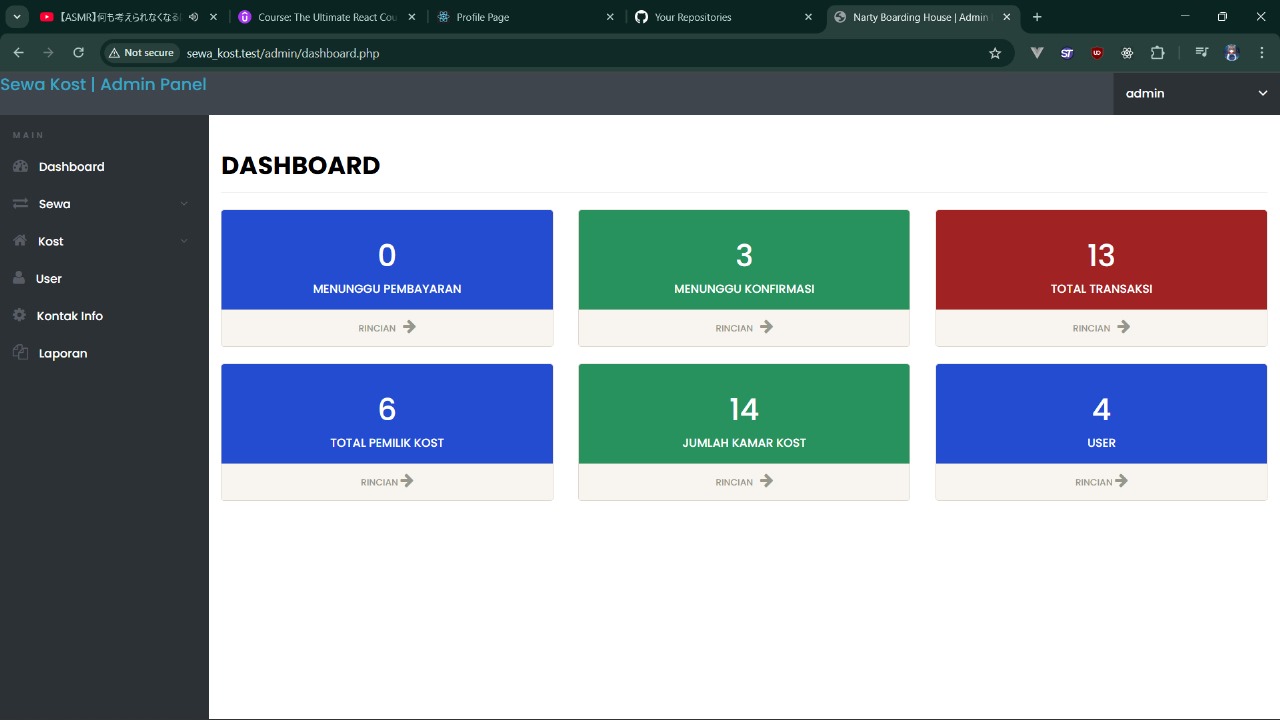 【ASMR】何も考えられなくなる
Course: The Ultimate React Cou
Profile Page
Your Repositories
Narty Boarding House | Admin
Not secure
sewa_kost.test/admin/dashboard.php
Sewa Kost | Admin Panel
admin
MAIN
Dashboard
Sewa
Kost
User
Kontak Info
Laporan
DASHBOARD
0
MENUNGGU PEMBAYARAN
RINCIAN
3
MENUNGGU KONFIRMASI
RINCIAN
13
TOTAL TRANSAKSI
RINCIAN
6
TOTAL PEMILIK KOST
RINCIAN
14
JUMLAH KAMAR KOST
RINCIAN
4
USER
RINCIAN